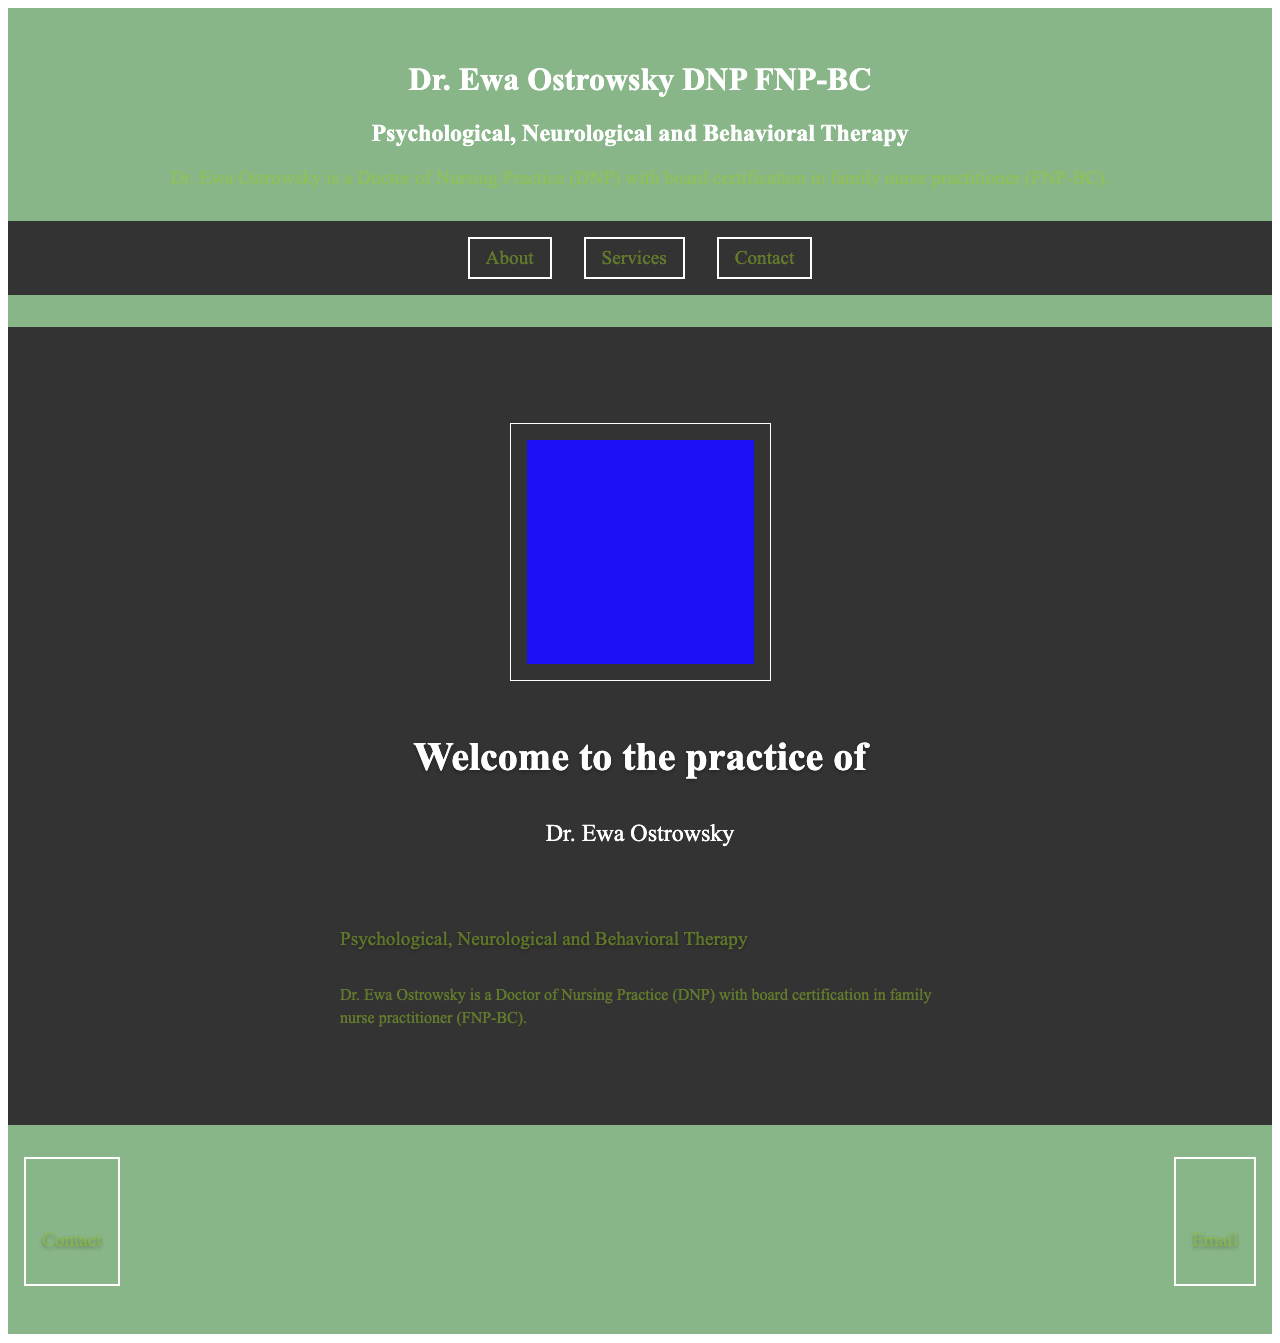 Dr. Ewa Ostrowsky DNP FNP-BC
Psychological, Neurological and Behavioral Therapy
Dr. Ewa Ostrowsky is a Doctor of Nursing Practice (DNP) with board certification in family nurse practitioner (FNP-BC).
About
Services
Contact
Welcome to the practice of
Dr. Ewa Ostrowsky
Psychological, Neurological and Behavioral Therapy
Dr. Ewa Ostrowsky is a Doctor of Nursing Practice (DNP) with board certification in family
nurse practitioner (FNP-BC).
Contact
Email